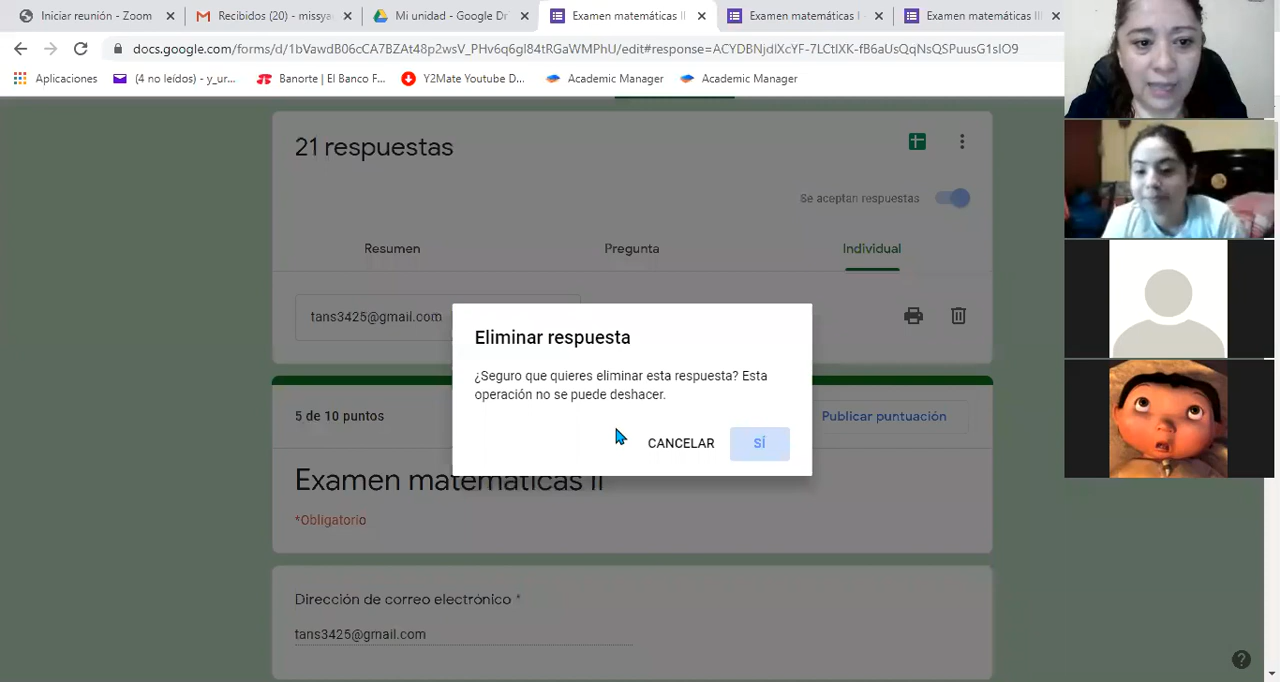 Iniciar reunión - Zoom
Recibidos (20) - missya
Mi unidad - Google Dr
Examen matemáticas II
Examen matemáticas I -
Examen matemáticas III
docs.google.com/forms/d/1bVawdB06cCA7BZAt48p2wsV_PHv6q6gl84tRGaWMPhU/edit#response=ACYDBNjdlXcYF-7LCtlXK-fB6aUsQqNsQSPuusG1sIO9
Aplicaciones
(4 no leídos) - y_ur...
Banorte | El Banco F...
Y2Mate Youtube D...
Academic Manager
Academic Manager
21 respuestas
Se aceptan respuestas
Resumen
Pregunta
Individual
tans3425@gmail.com
Eliminar respuesta
¿Seguro que quieres eliminar esta respuesta? Esta
operación no se puede deshacer.
CANCELAR
SÍ
5 de 10 puntos
Publicar puntuación
Examen matemáticas II
*Obligatorio
Dirección de correo electrónico *
tans3425@gmail.com